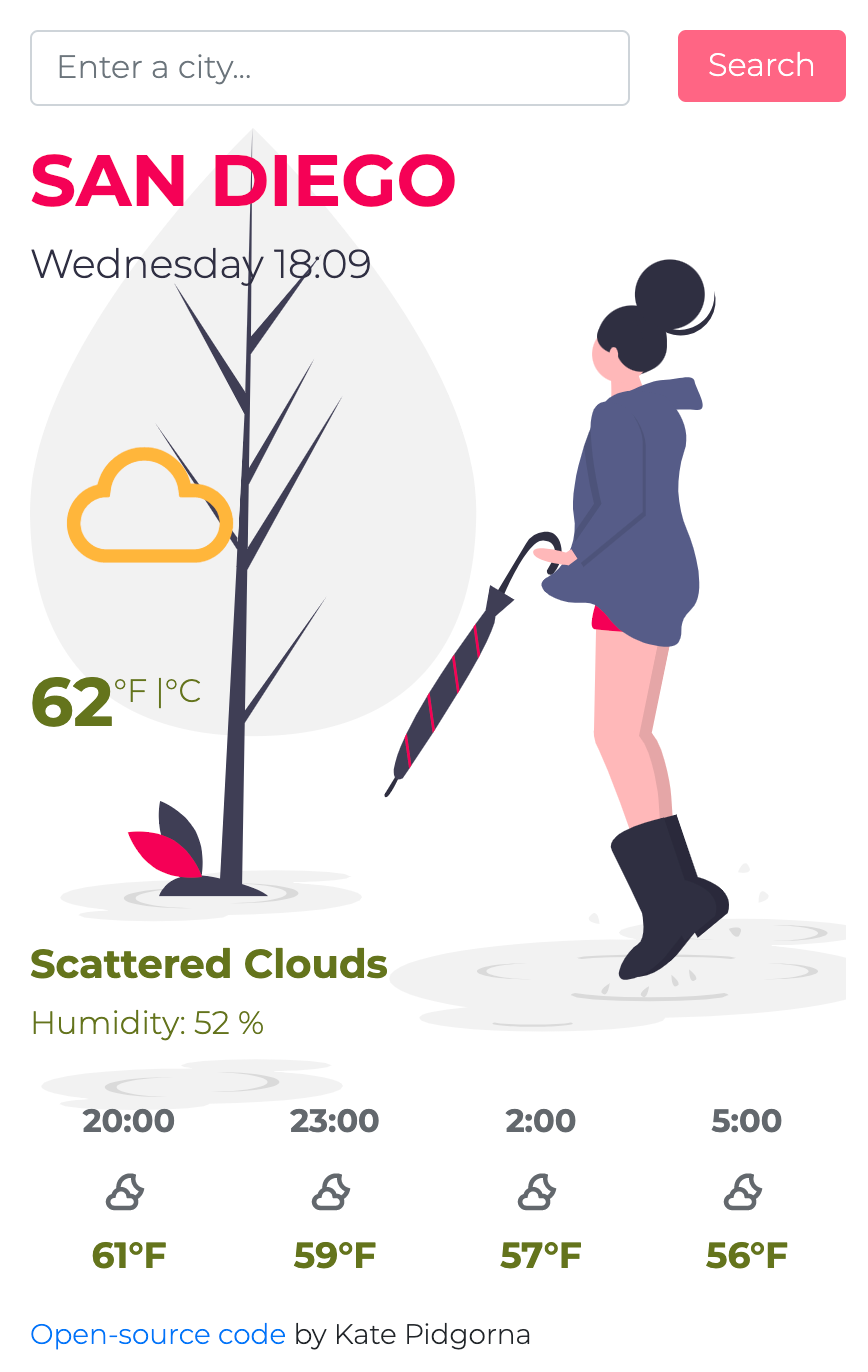 Enter a city...
Search
SAN DIEGO
Wednesday 18:09
62°F |°C
Scattered Clouds
Humidity: 52 %
20:00 23:00 2:00 5:00
61°F 59°F 57°F 56°F
Open-source code by Kate Pidgorna